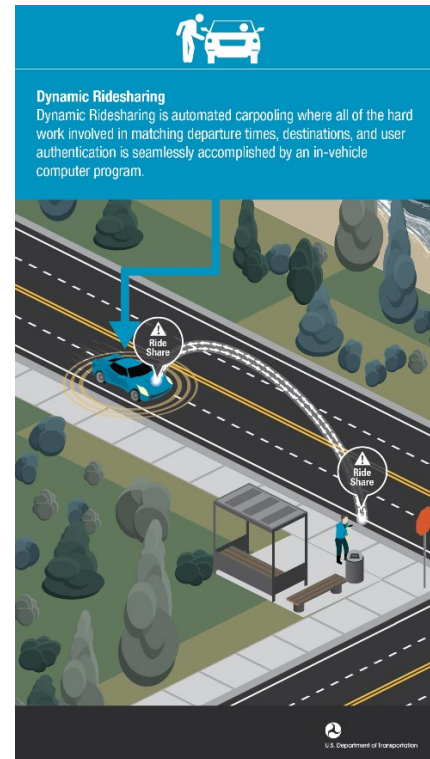 Dynamic Ridesharing
Dynamic Ridesharing is automated carpooling where all of the hard
work involved in matching departure times, destinations, and user
authentication is seamlessly accomplished by an in-vehicle
computer program.
Ride
Share
Ride
Share
U.S. Department of Transportation